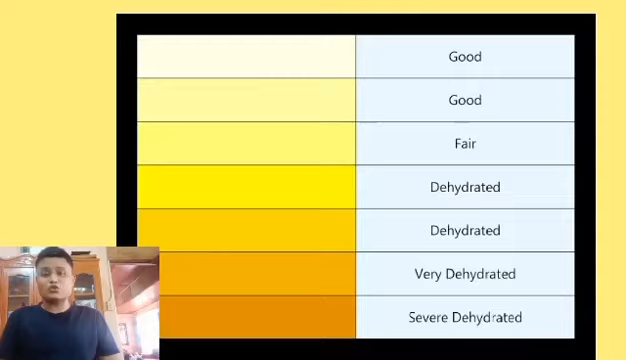 Good
Good
Fair
Dehydrated
Dehydrated
Very Dehydrated
Severe Dehydrated